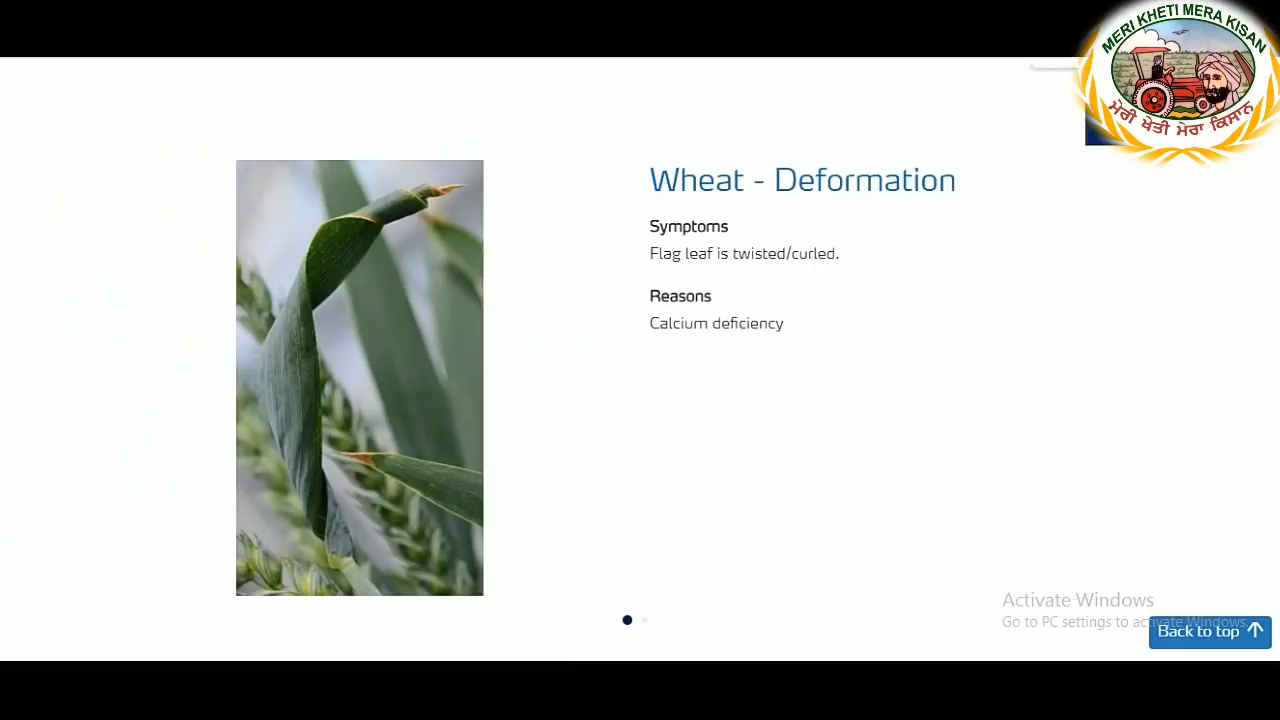 MERI KHETI MERA KISAN
ਮੇਰੀ ਖੇਤੀ ਮੇਰਾ ਕਿਸਾਨ
Wheat - Deformation
Symptoms
Flag leaf is twisted/curled.
Reasons
Calcium deficiency
Activate Windows
Go to PC settings to activate Windows.
Back to top